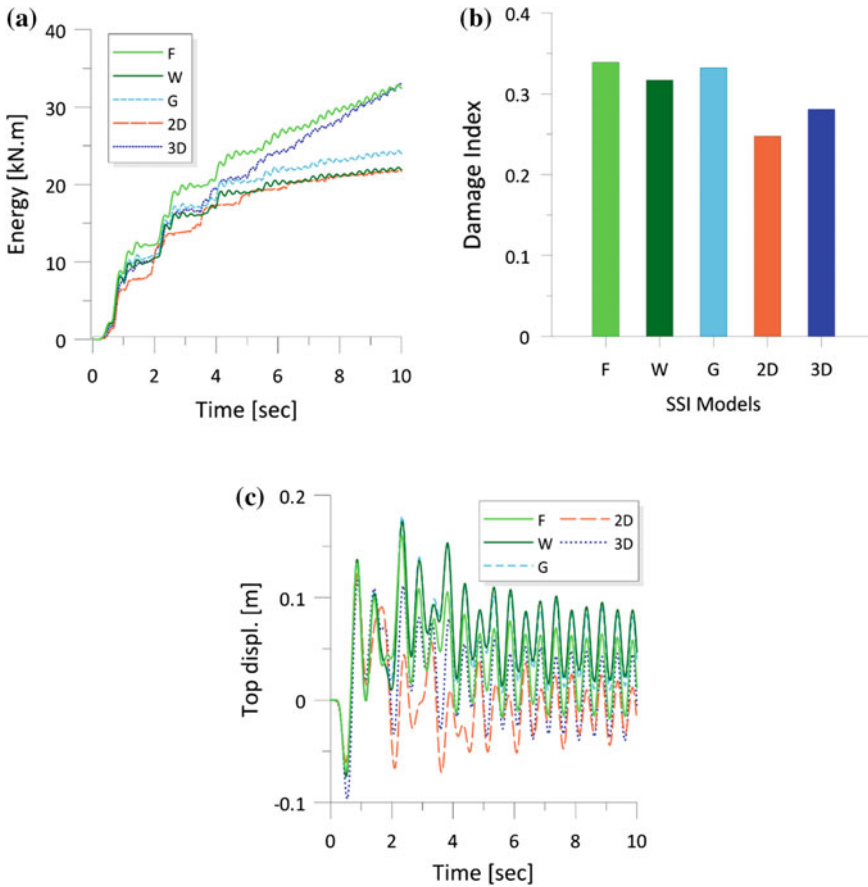 (a)
Energy [kN.m]
40
30
20
10
0
F
W
G
2D
3D
0 2 4 6 8 10
Time [sec]
(b)
Damage Index
0.4
0.3
0.2
0.1
0
F W G 2D 3D
SSI Models
(c)
Top displ. [m]
0.2
0.1
0
-0.1
F 2D
W 3D
G
0 2 4 6 8 10
Time [sec]